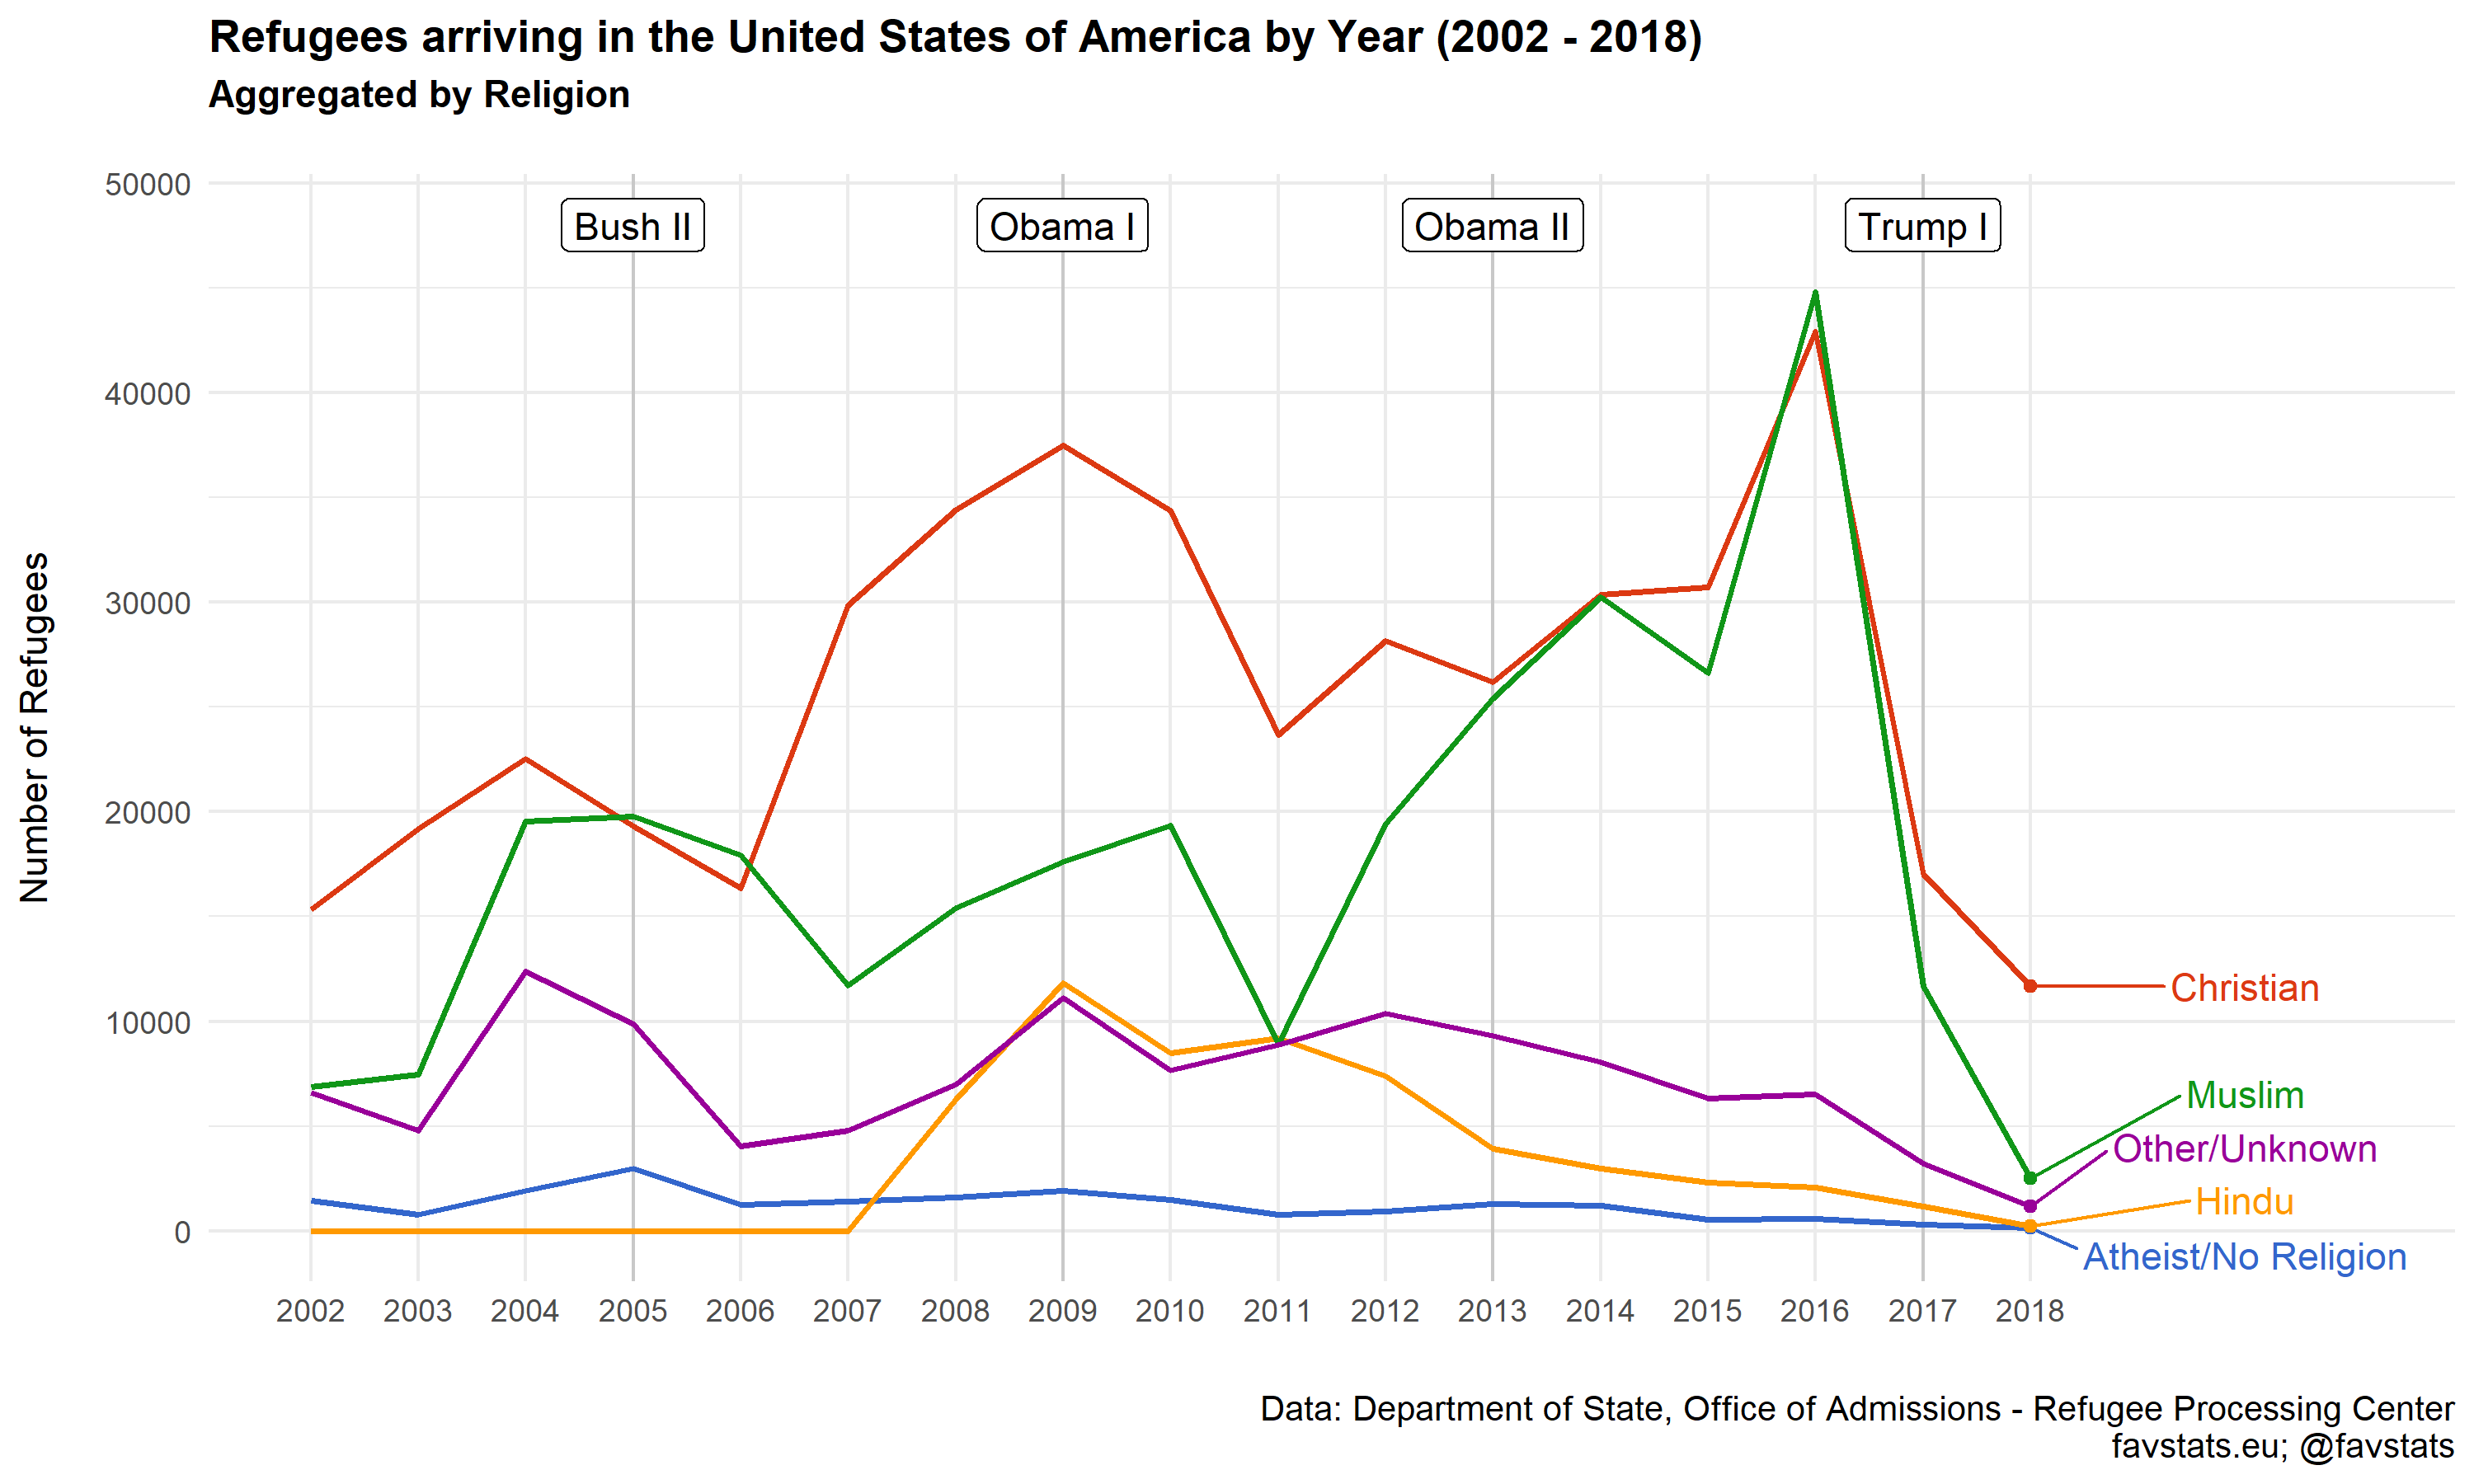 Refugees arriving in the United States of America by Year (2002 - 2018)
Aggregated by Religion
50000
Bush II
Obama I
Obama II
Trump I
40000
30000
20000
10000
0
Number of Refugees
Christian
Muslim
Other/Unknown
Hindu
Atheist/No Religion
2002 2003 2004 2005 2006 2007 2008 2009 2010 2011 2012 2013 2014 2015 2016 2017 2018
Data: Department of State, Office of Admissions - Refugee Processing Center
favstats.eu; @favstats